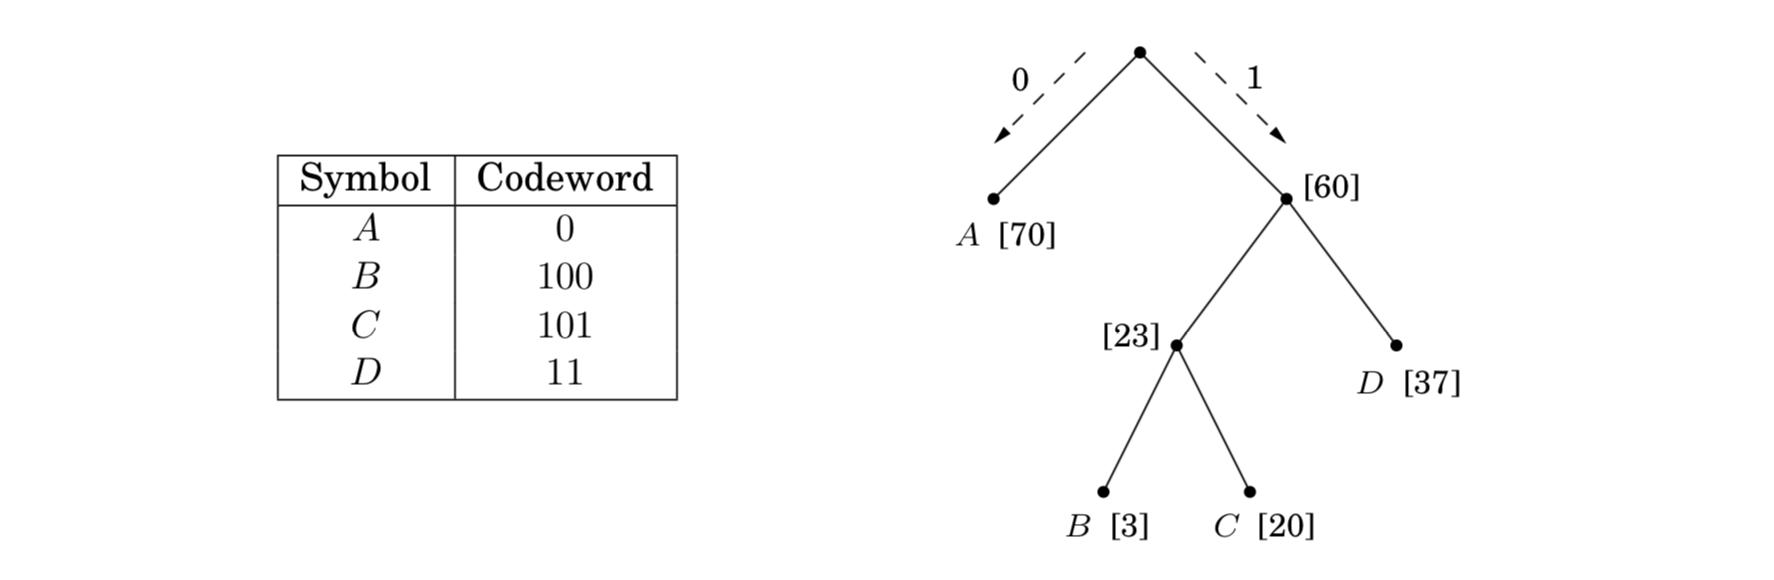 Symbol Codeword
A 0
B 100
C 101
D 11
0 1
[60]
A [70]
[23]
D [37]
B [3] C [20]